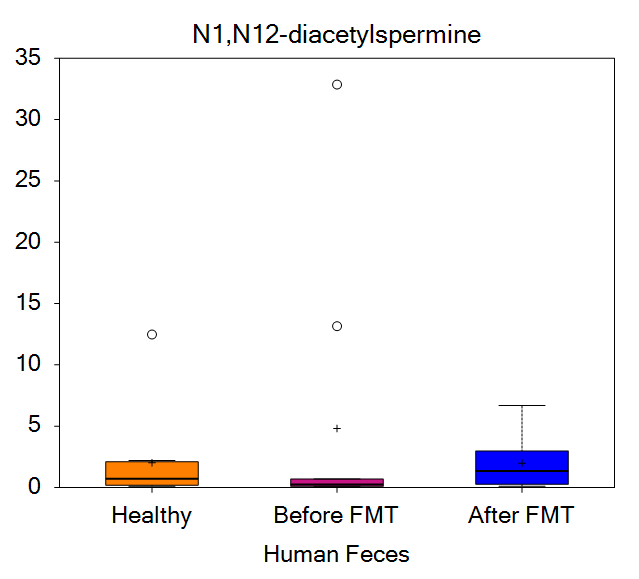 N1,N12-diacetylspermine
35
30
25
20
15
10
5
0
Healthy Before FMT After FMT
Human Feces